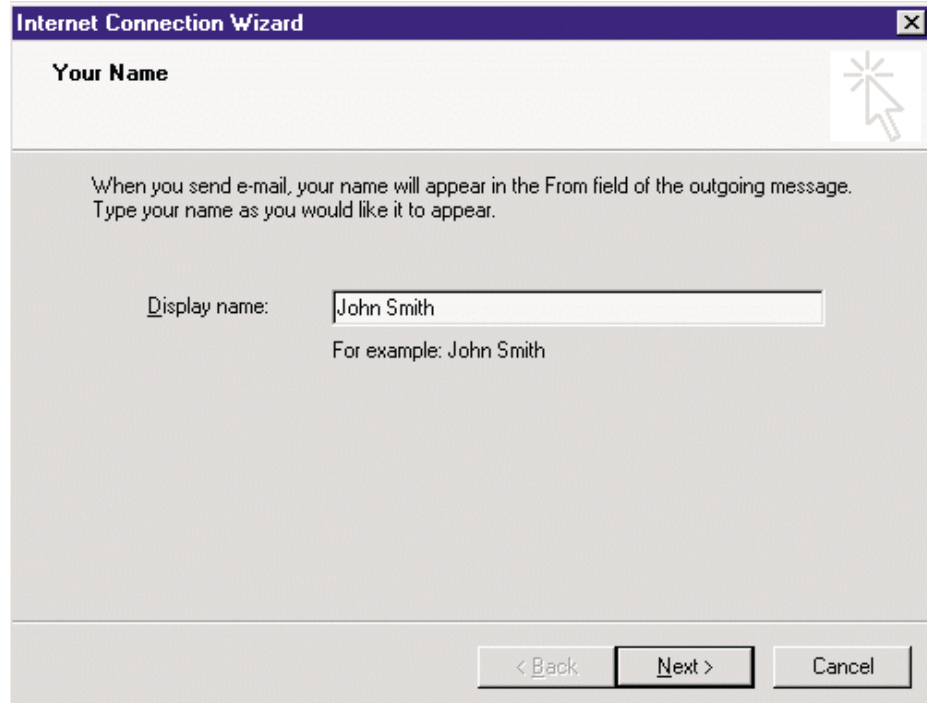 Internet Connection Wizard
Your Name
When you send e-mail, your name will appear in the From field of the outgoing message.
Type your name as you would like it to appear.
Display name: John Smith
For example: John Smith
< Back Next > Cancel